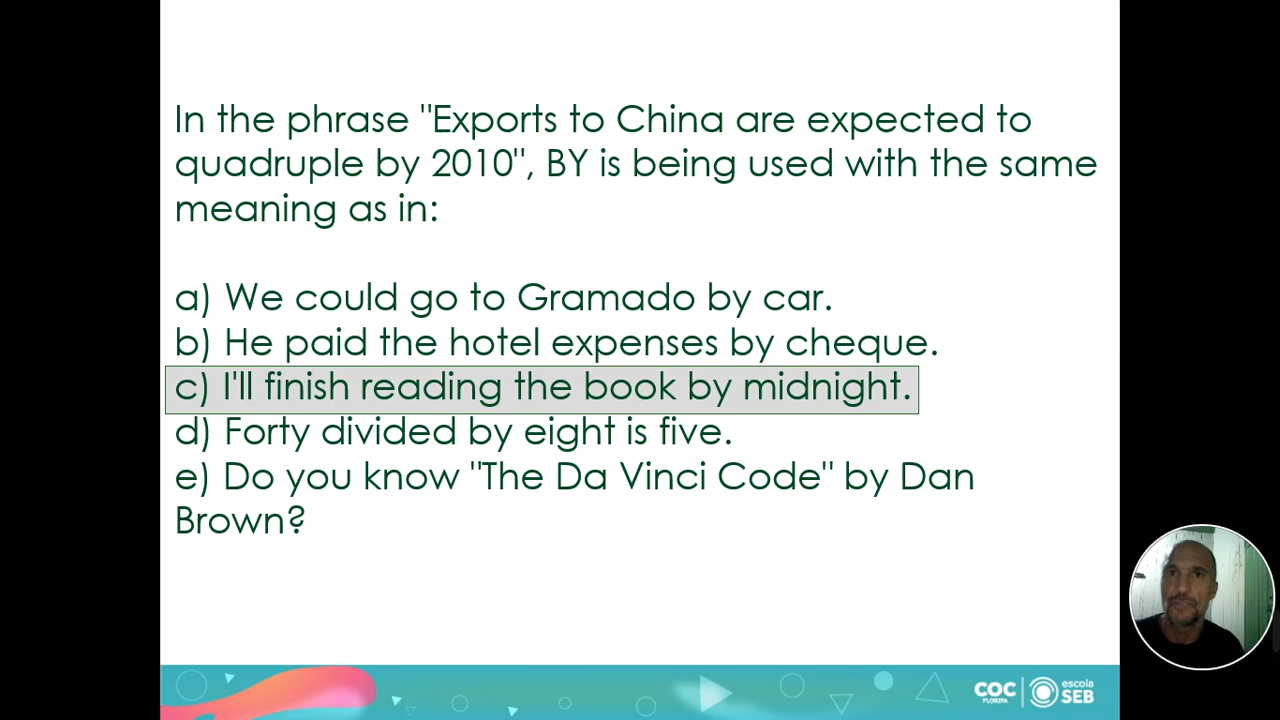 In the phrase "Exports to China are expected to
quadruple by 2010", BY is being used with the same
meaning as in:
a) We could go to Gramado by car.
b) He paid the hotel expenses by cheque.
c) I'll finish reading the book by midnight.
d) Forty divided by eight is five.
e) Do you know "The Da Vinci Code" by Dan
Brown?
COC
FLORIPA
escola
SEB